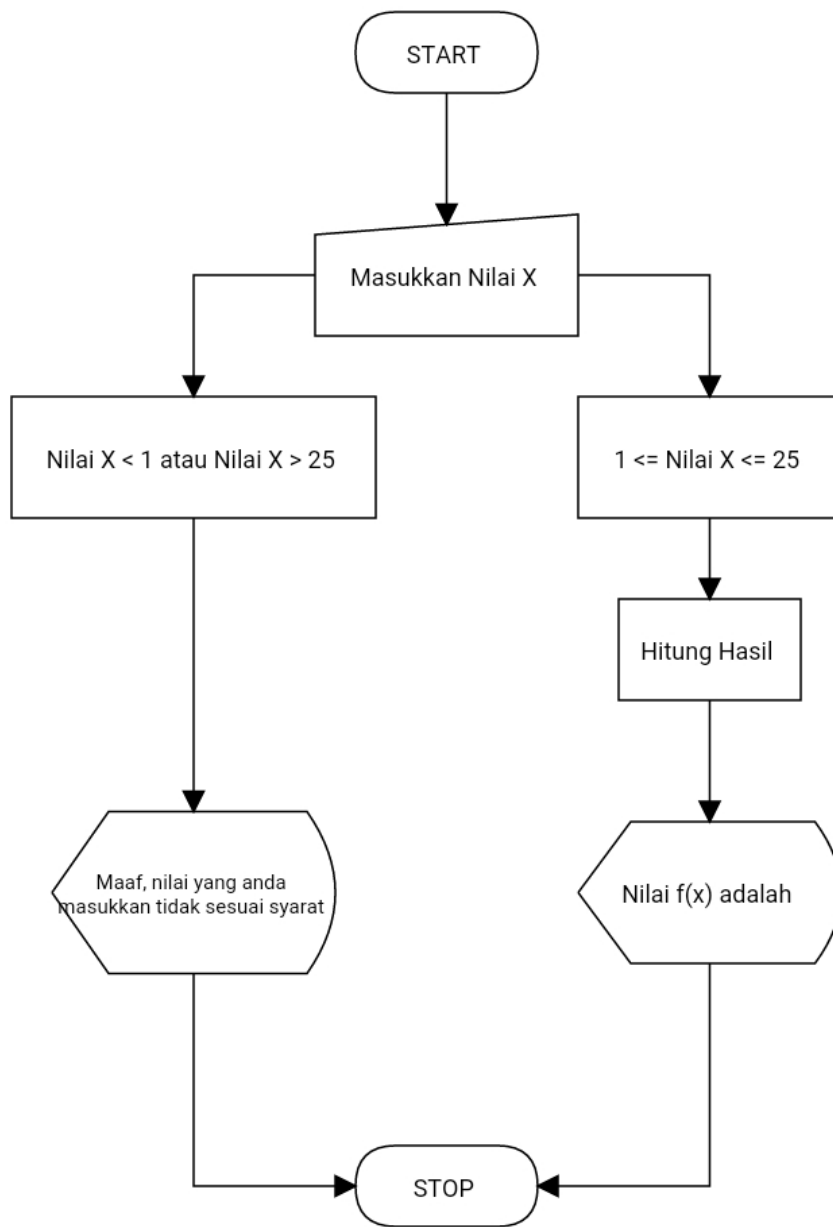 START
Masukkan Nilai X
Nilai X < 1 atau Nilai X > 25
1 <= Nilai X <= 25
Hitung Hasil
Maaf, nilai yang anda
masukkan tidak sesuai syarat
Nilai f(x) adalah
STOP